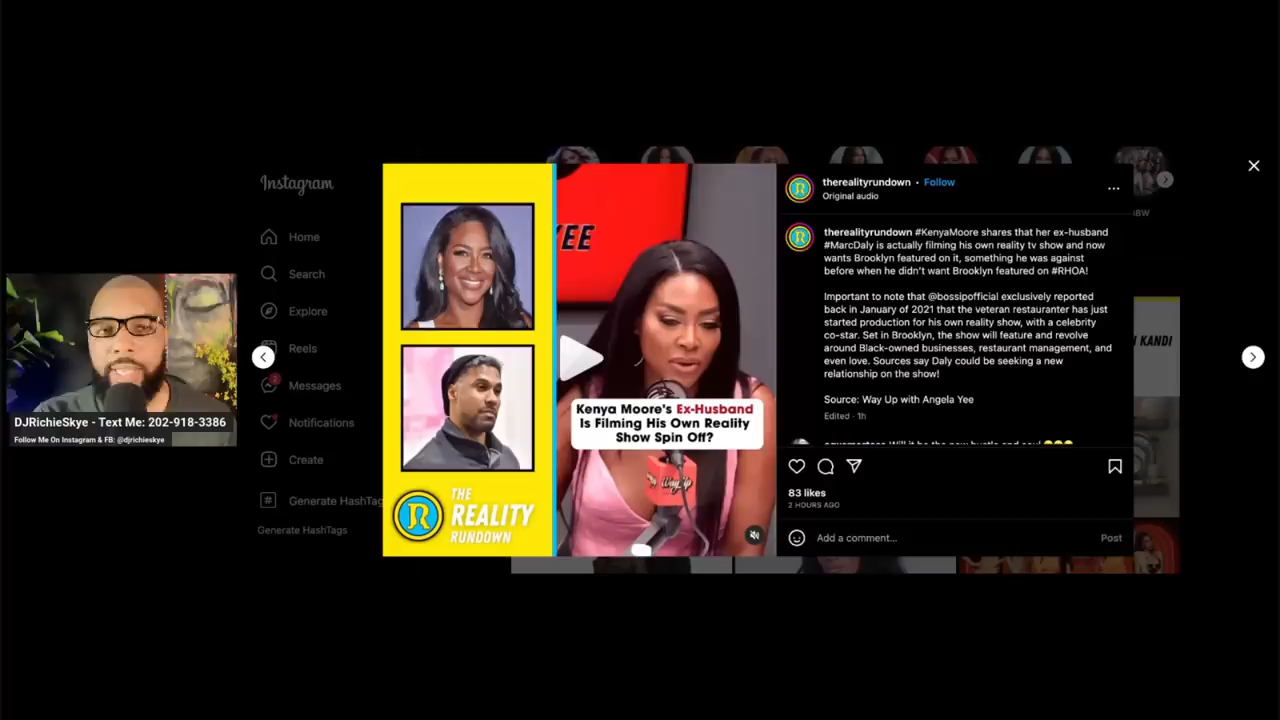 Instagram
Home
Search
Explore
Reels
Messages
Notifications
Create
Generate HashTag
Generate HashTags
DJRichieSkye - Text Me: 202-918-3386
Follow Me On Instagram & FB: @djrichieskye
THE
REALITY
RUNDOWN
YEE
Kenya Moore's Ex-Husband
Is Filming His Own Reality
Show Spin Off?
Way Up
therealityrundown • Follow
Original audio
therealityrundown #KenyaMoore shares that her ex-husband
#MarcDaly is actually filming his own reality tv show and now
wants Brooklyn featured on it, something he was against
before when he didn't want Brooklyn featured on #RHOA!
Important to note that @bossipofficial exclusively reported
back in January of 2021 that the veteran restauranter has just
started production for his own reality show, with a celebrity
co-star. Set in Brooklyn, the show will feature and revolve
around Black-owned businesses, restaurant management, and
even love. Sources say Daly could be seeking a new
relationship on the show!
Source: Way Up with Angela Yee
Edited · 1h
83 likes
2 HOURS AGO
Add a comment...
Post
KANDI